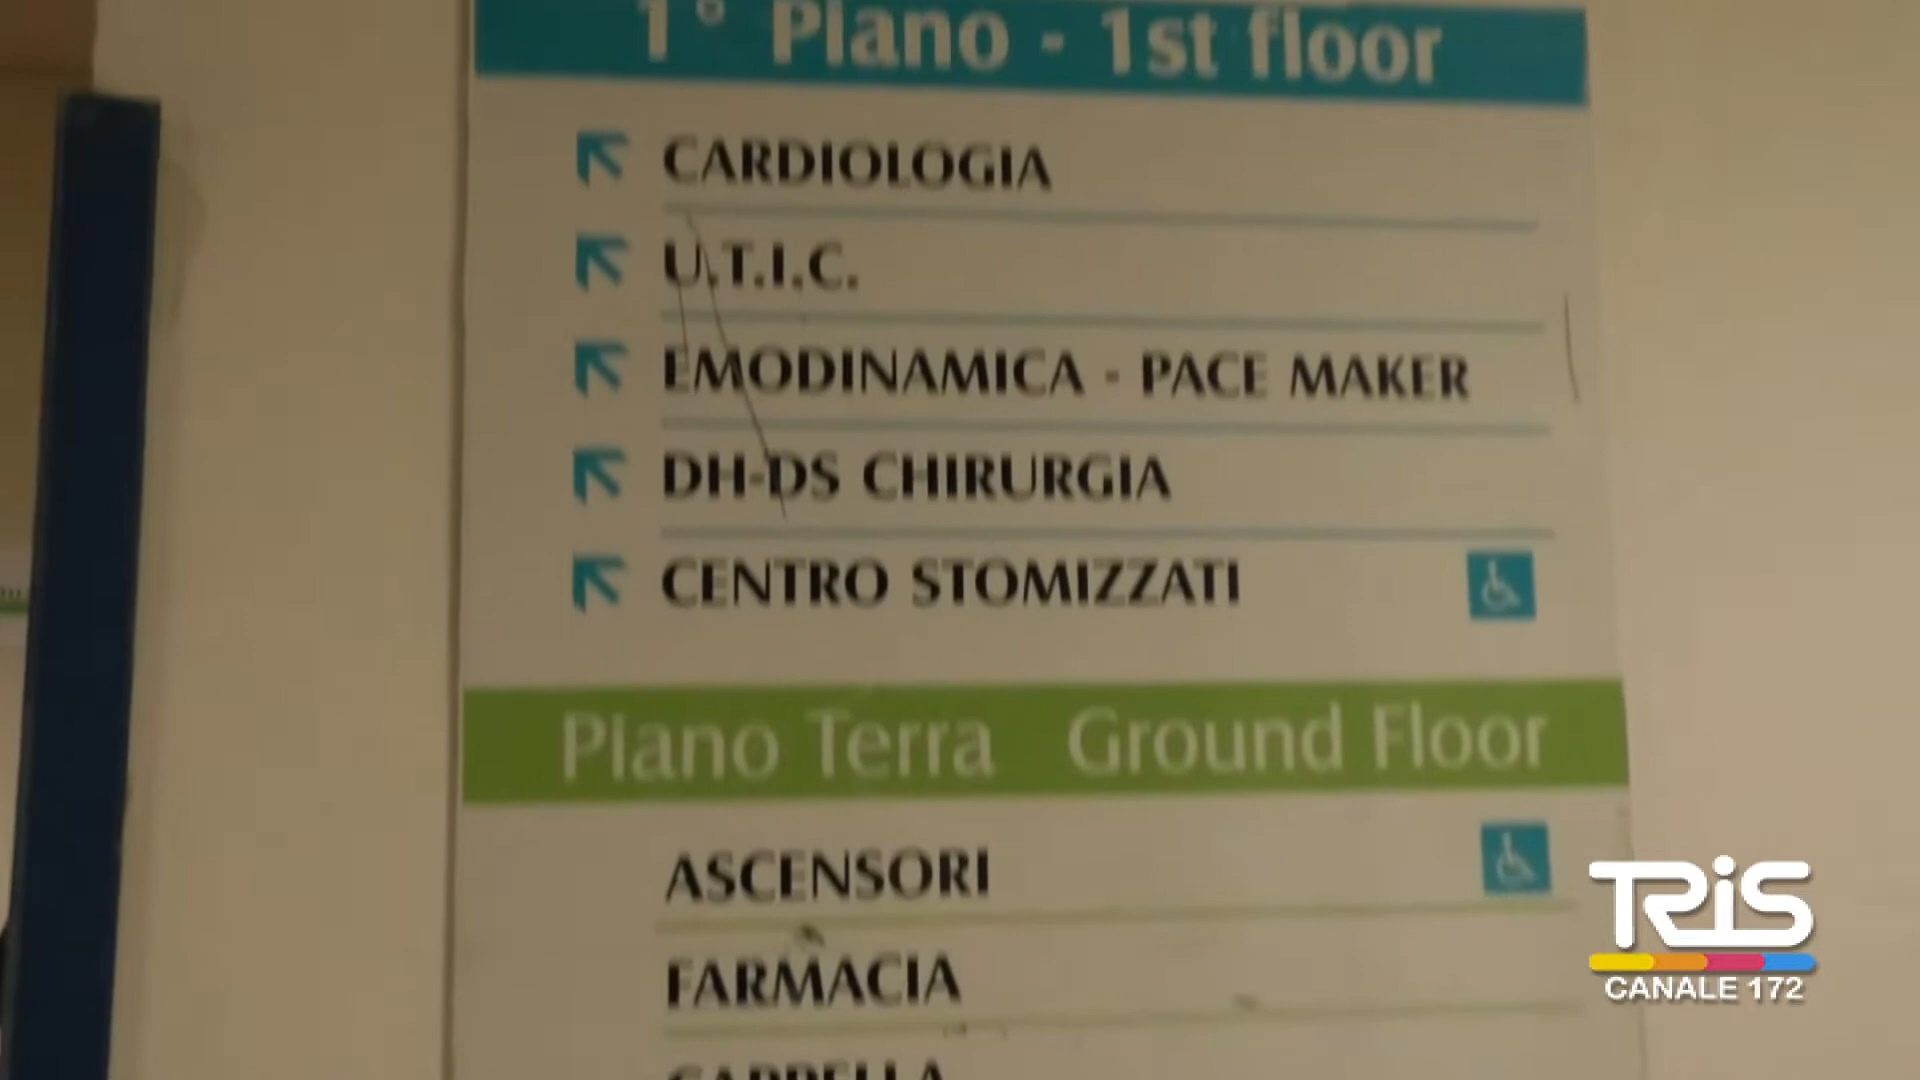 1° Piano - 1st floor
CARDIOLOGIA
U.T.I.C.
EMODINAMICA - PACE MAKER
DH-DS CHIRURGIA
CENTRO STOMIZZATI
Piano Terra Ground Floor
ASCENSORI
FARMACIA
CAPPELLA
TRIS
CANALE 172